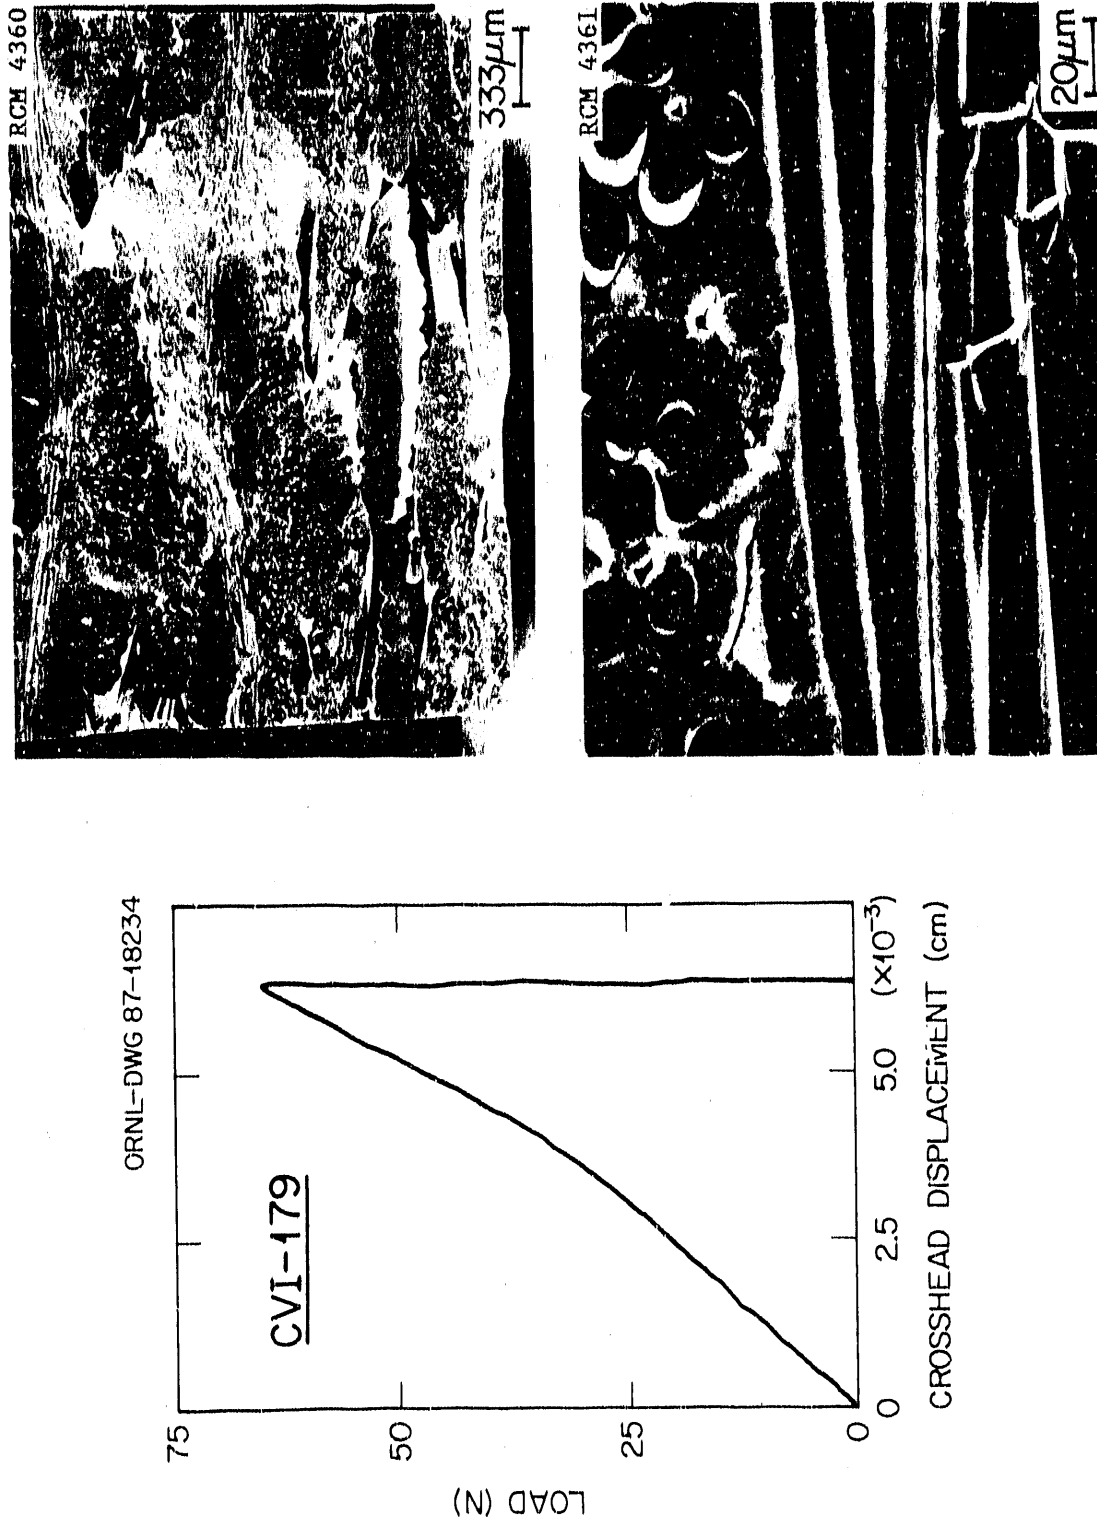 ORNL-DWG 87-18234
CVI-179
75
50
25
0
LOAD (N)
0
2.5
5.0
(×10⁻³)
CROSSHEAD DISPLACEMENT (cm)
RCM 4360
333μm
RCM 4361
20μm